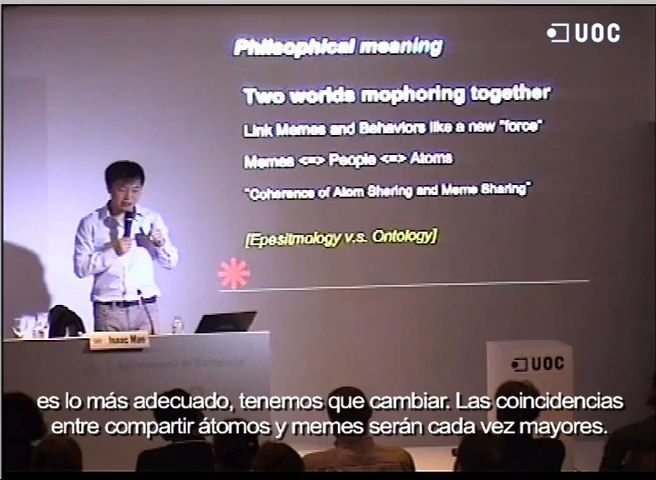 UOC
Philsophical meaning
Two worlds mophoring together
Link Memes and Behaviors like a new "force"
Memes <=> People <=> Atoms
"Coherence of Atom Sharing and Meme Sharing"
[Epesitmology v.s. Ontology]
Isaac Mao
UOC
es lo más adecuado, tenemos que cambiar. Las coincidencias
entre compartir átomos y memes serán cada vez mayores.